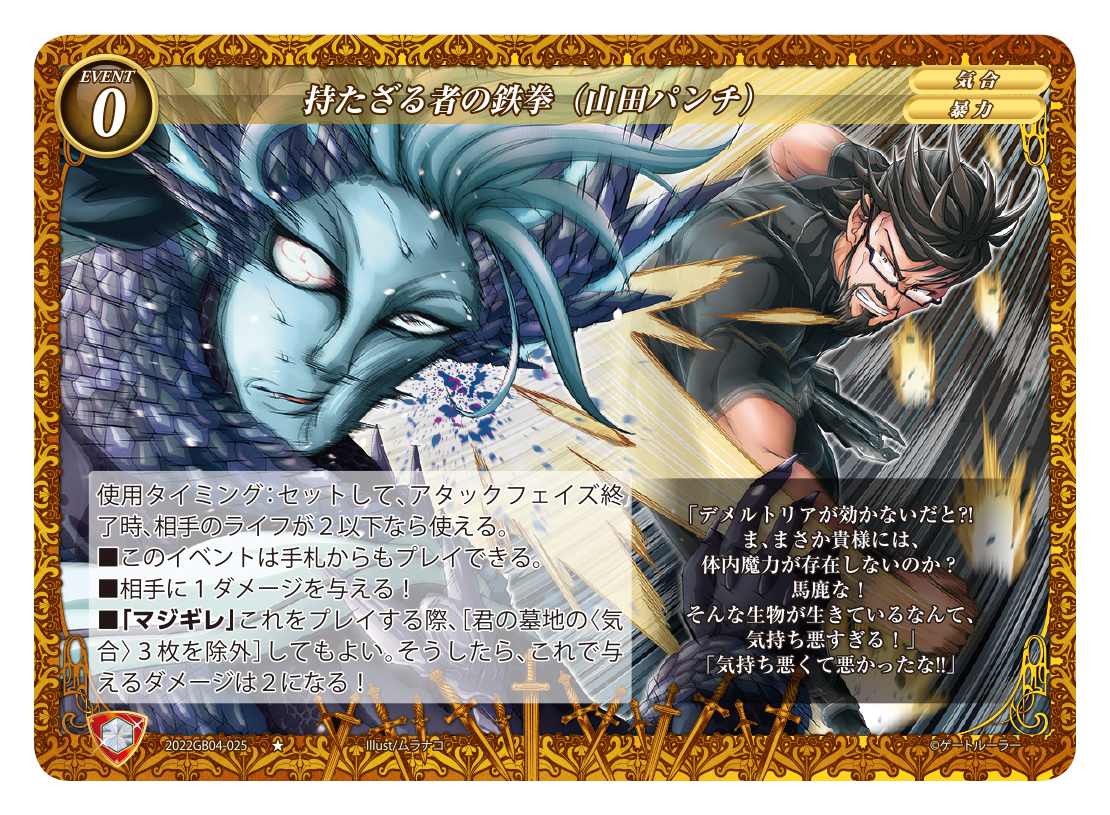 EVENT
0
持たざる者の鉄拳（山田パンチ）
気合
暴力
使用タイミング：セットして、アタックフェイズ終
了時、相手のライフが２以下なら使える。
■このイベントは手札からもプレイできる。
■相手に１ダメージを与える！
■「マジギレ」これをプレイする際、［君の墓地の〈気
合〉３枚を除外］してもよい。そうしたら、これで与
えるダメージは２になる！
「デメルトリアが効かないだと?!
ま、まさか貴様には、
体内魔力が存在しないのか？
馬鹿な！
そんな生物が生きているなんて、
気持ち悪すぎる！」
「気持ち悪くて悪かったな!!」
2022GB04-025 ★ Illust/ムラナコ ©ゲートルーラー